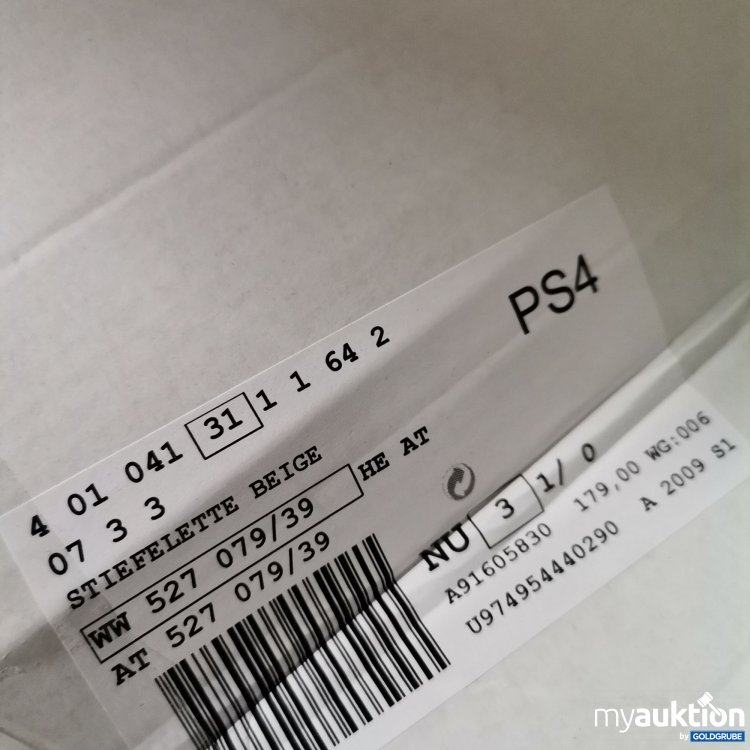 PS4
4 01 041 31 1 1 64 2
07 3 3
STIEFELETTE BEIGE
WW 527 079/39 HE AT
AT 527 079/39
NU 3 1/ 0
A91605830 179,00 WG:006
U974954440290 A 2009 S1
myauktion
by GOLDGRUBE